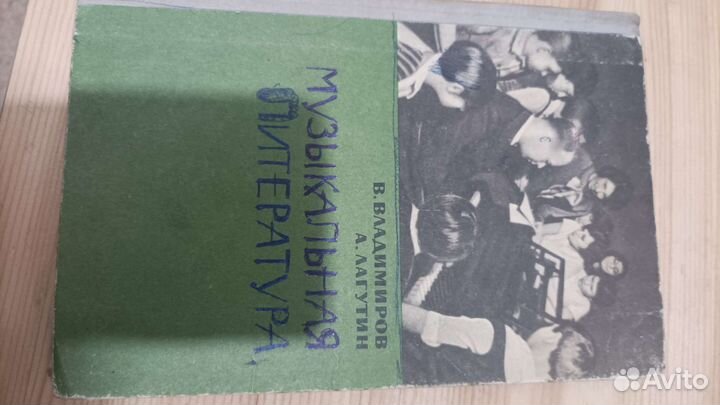 В. ВЛАДИМИРОВ
А. ЛАГУТИН
МУЗЫКАЛЬНАЯ
ЛИТЕРАТУРА
Avito